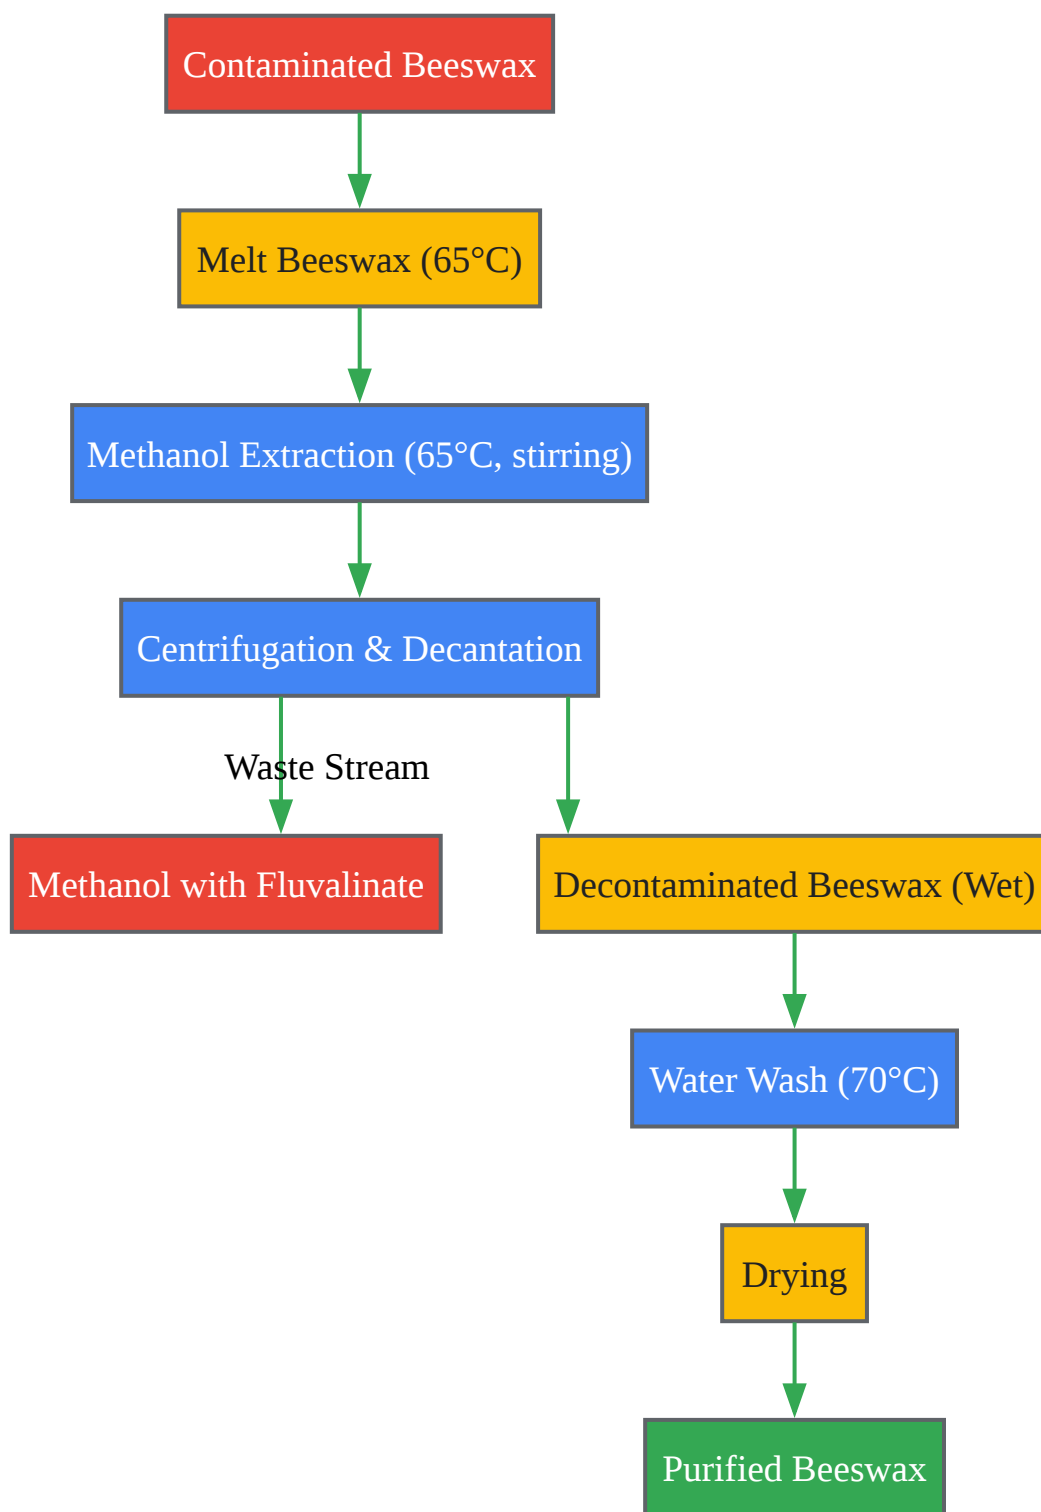 Contaminated Beeswax
Melt Beeswax (65°C)
Methanol Extraction (65°C, stirring)
Centrifugation & Decantation
Waste Stream
Methanol with Fluvalinate
Decontaminated Beeswax (Wet)
Water Wash (70°C)
Drying
Purified Beeswax